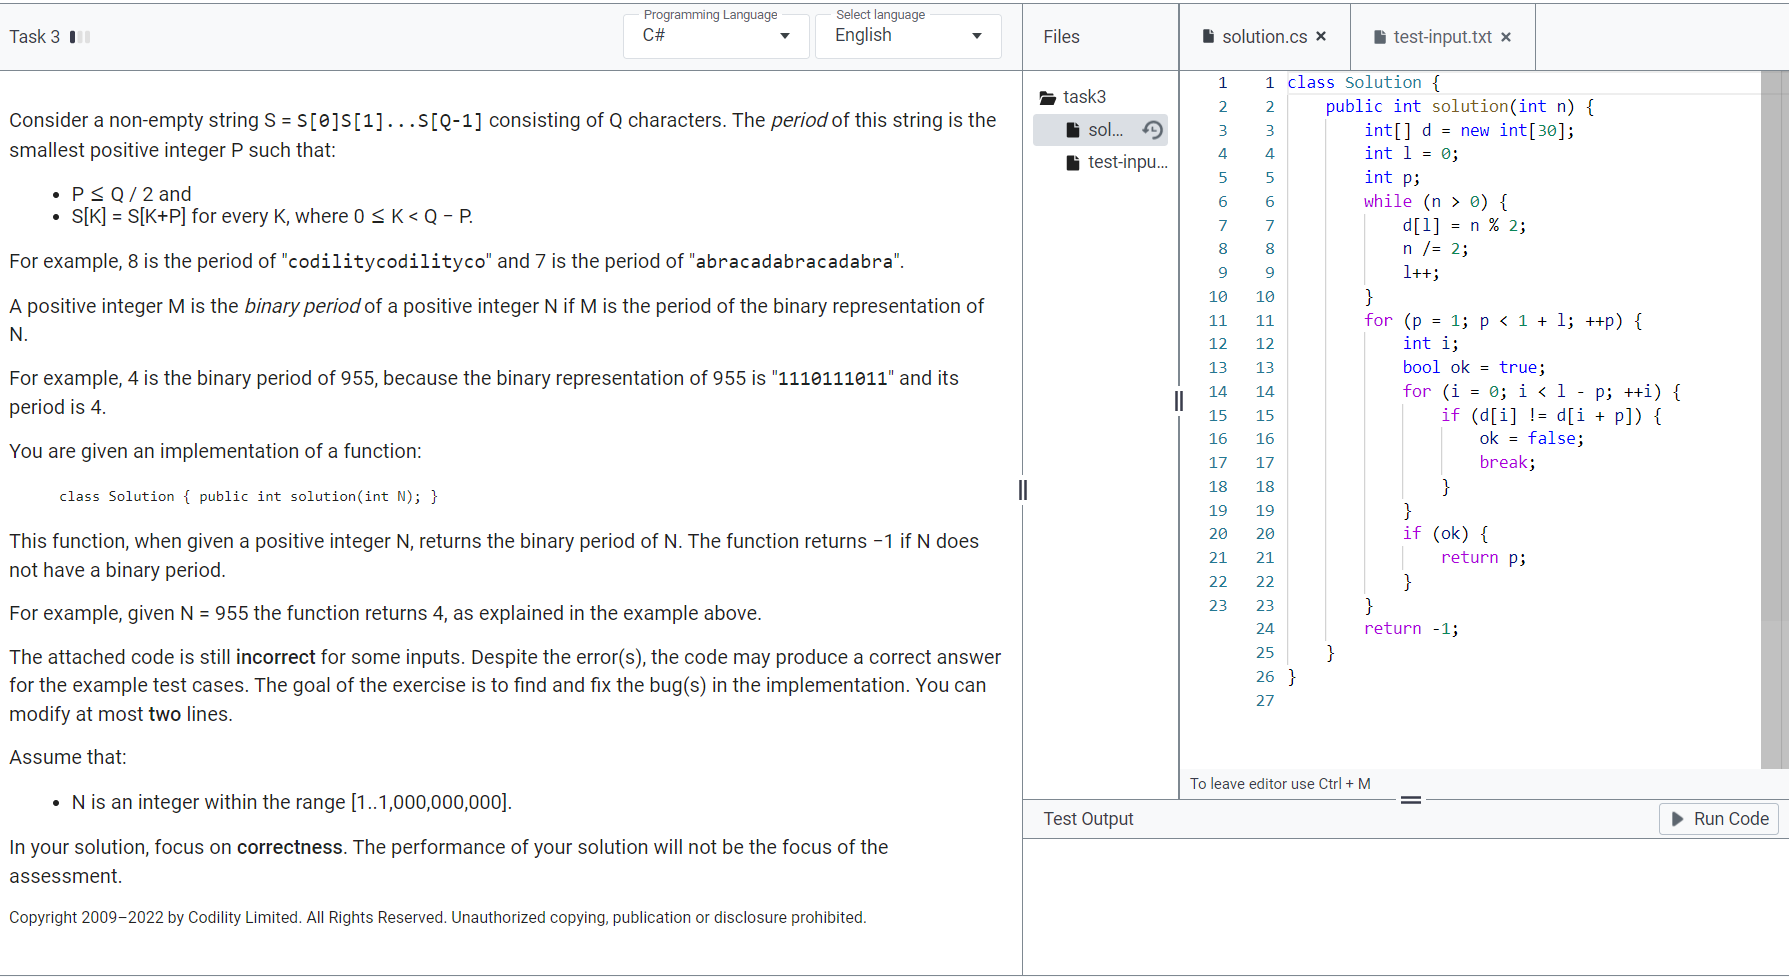 Task 3
Programming Language
C#
Select language
English
Consider a non-empty string S = S[0]S[1]...S[Q-1] consisting of Q characters. The period of this string is the
smallest positive integer P such that:
• P ≤ Q / 2 and
• S[K] = S[K+P] for every K, where 0 ≤ K < Q − P.
For example, 8 is the period of "codilitycodilityco" and 7 is the period of "abracadabracadabra".
A positive integer M is the binary period of a positive integer N if M is the period of the binary representation of
N.
For example, 4 is the binary period of 955, because the binary representation of 955 is "1110111011" and its
period is 4.
You are given an implementation of a function:
class Solution { public int solution(int N); }
This function, when given a positive integer N, returns the binary period of N. The function returns −1 if N does
not have a binary period.
For example, given N = 955 the function returns 4, as explained in the example above.
The attached code is still incorrect for some inputs. Despite the error(s), the code may produce a correct answer
for the example test cases. The goal of the exercise is to find and fix the bug(s) in the implementation. You can
modify at most two lines.
Assume that:
• N is an integer within the range [1..1,000,000,000].
In your solution, focus on correctness. The performance of your solution will not be the focus of the
assessment.
Copyright 2009–2022 by Codility Limited. All Rights Reserved. Unauthorized copying, publication or disclosure prohibited.
Files
task3
sol...
test-inpu...
solution.cs ×
test-input.txt ×
1 1 class Solution {
2 2 public int solution(int n) {
3 3 int[] d = new int[30];
4 4 int l = 0;
5 5 int p;
6 6 while (n > 0) {
7 7 d[l] = n % 2;
8 8 n /= 2;
9 9 l++;
10 10 }
11 11 for (p = 1; p < 1 + l; ++p) {
12 12 int i;
13 13 bool ok = true;
14 14 for (i = 0; i < l - p; ++i) {
15 15 if (d[i] != d[i + p]) {
16 16 ok = false;
17 17 break;
18 18 }
19 19 }
20 20 if (ok) {
21 21 return p;
22 22 }
23 23 }
24 return -1;
25 }
26 }
27
To leave editor use Ctrl + M
Test Output
Run Code